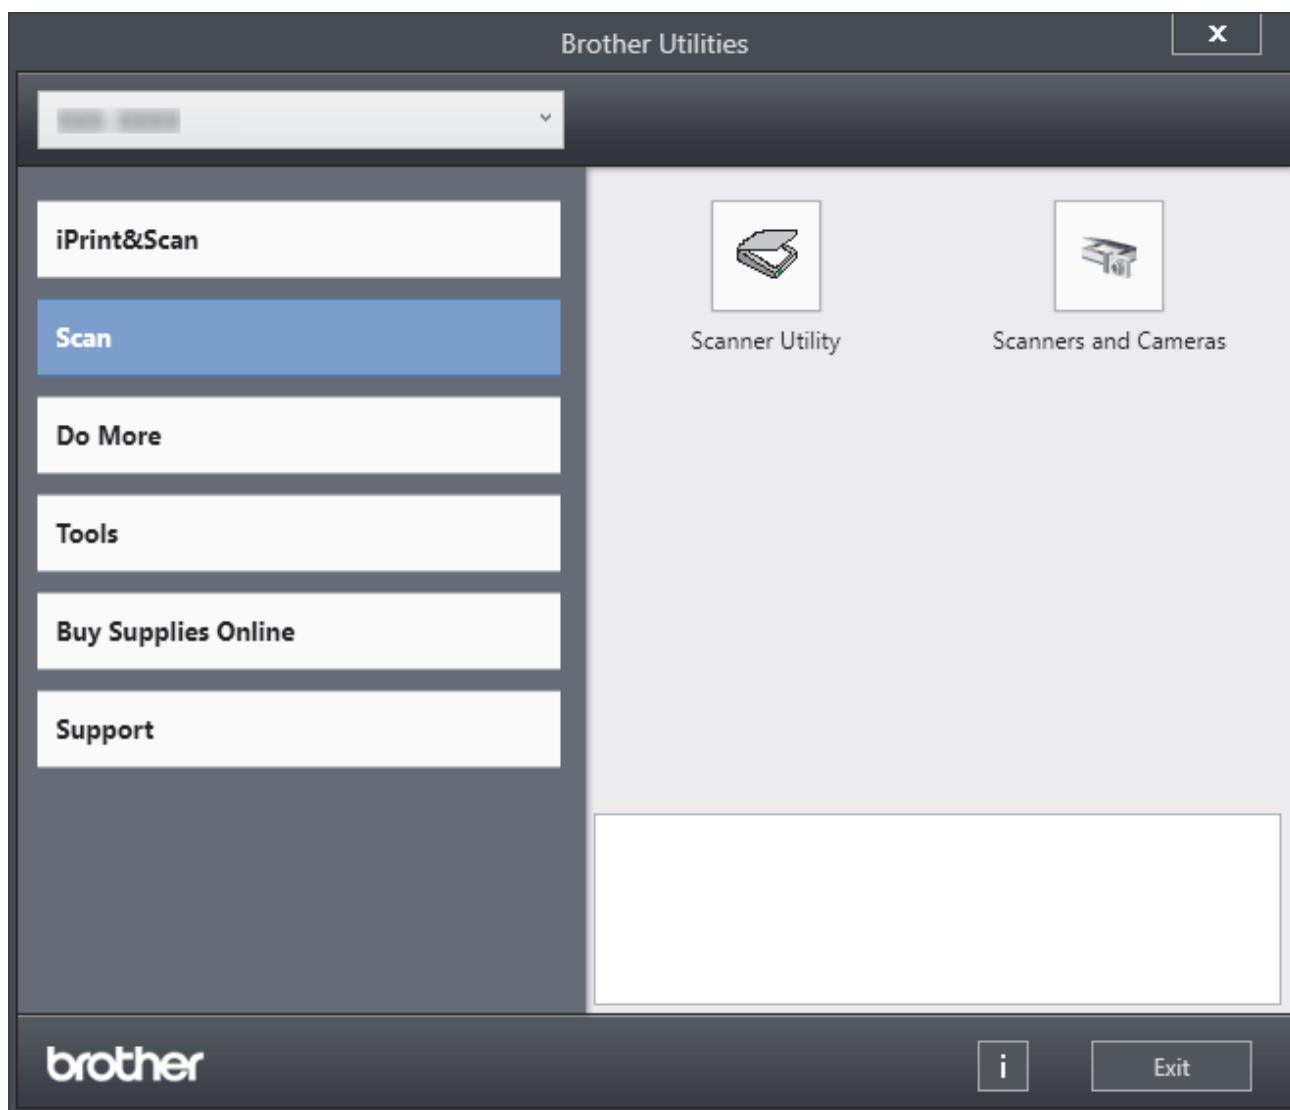 Brother Utilities
X
iPrint&Scan
Scan
Do More
Tools
Buy Supplies Online
Support
Scanner Utility
Scanners and Cameras
brother
i
Exit